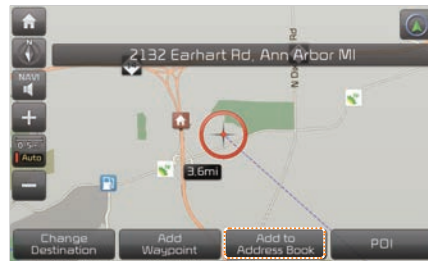 2132 Earhart Rd, Ann Arbor MI
N
NAVI
N D
Rd
+
Auto
3.6mi
−
Change
Destination
Add
Waypoint
Add to
Address Book
POI